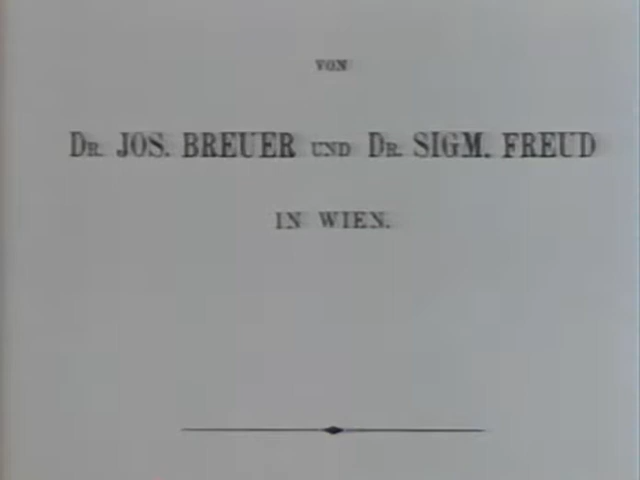 VON
DR. JOS. BREUER UND DR. SIGM. FREUD
IN WIEN.